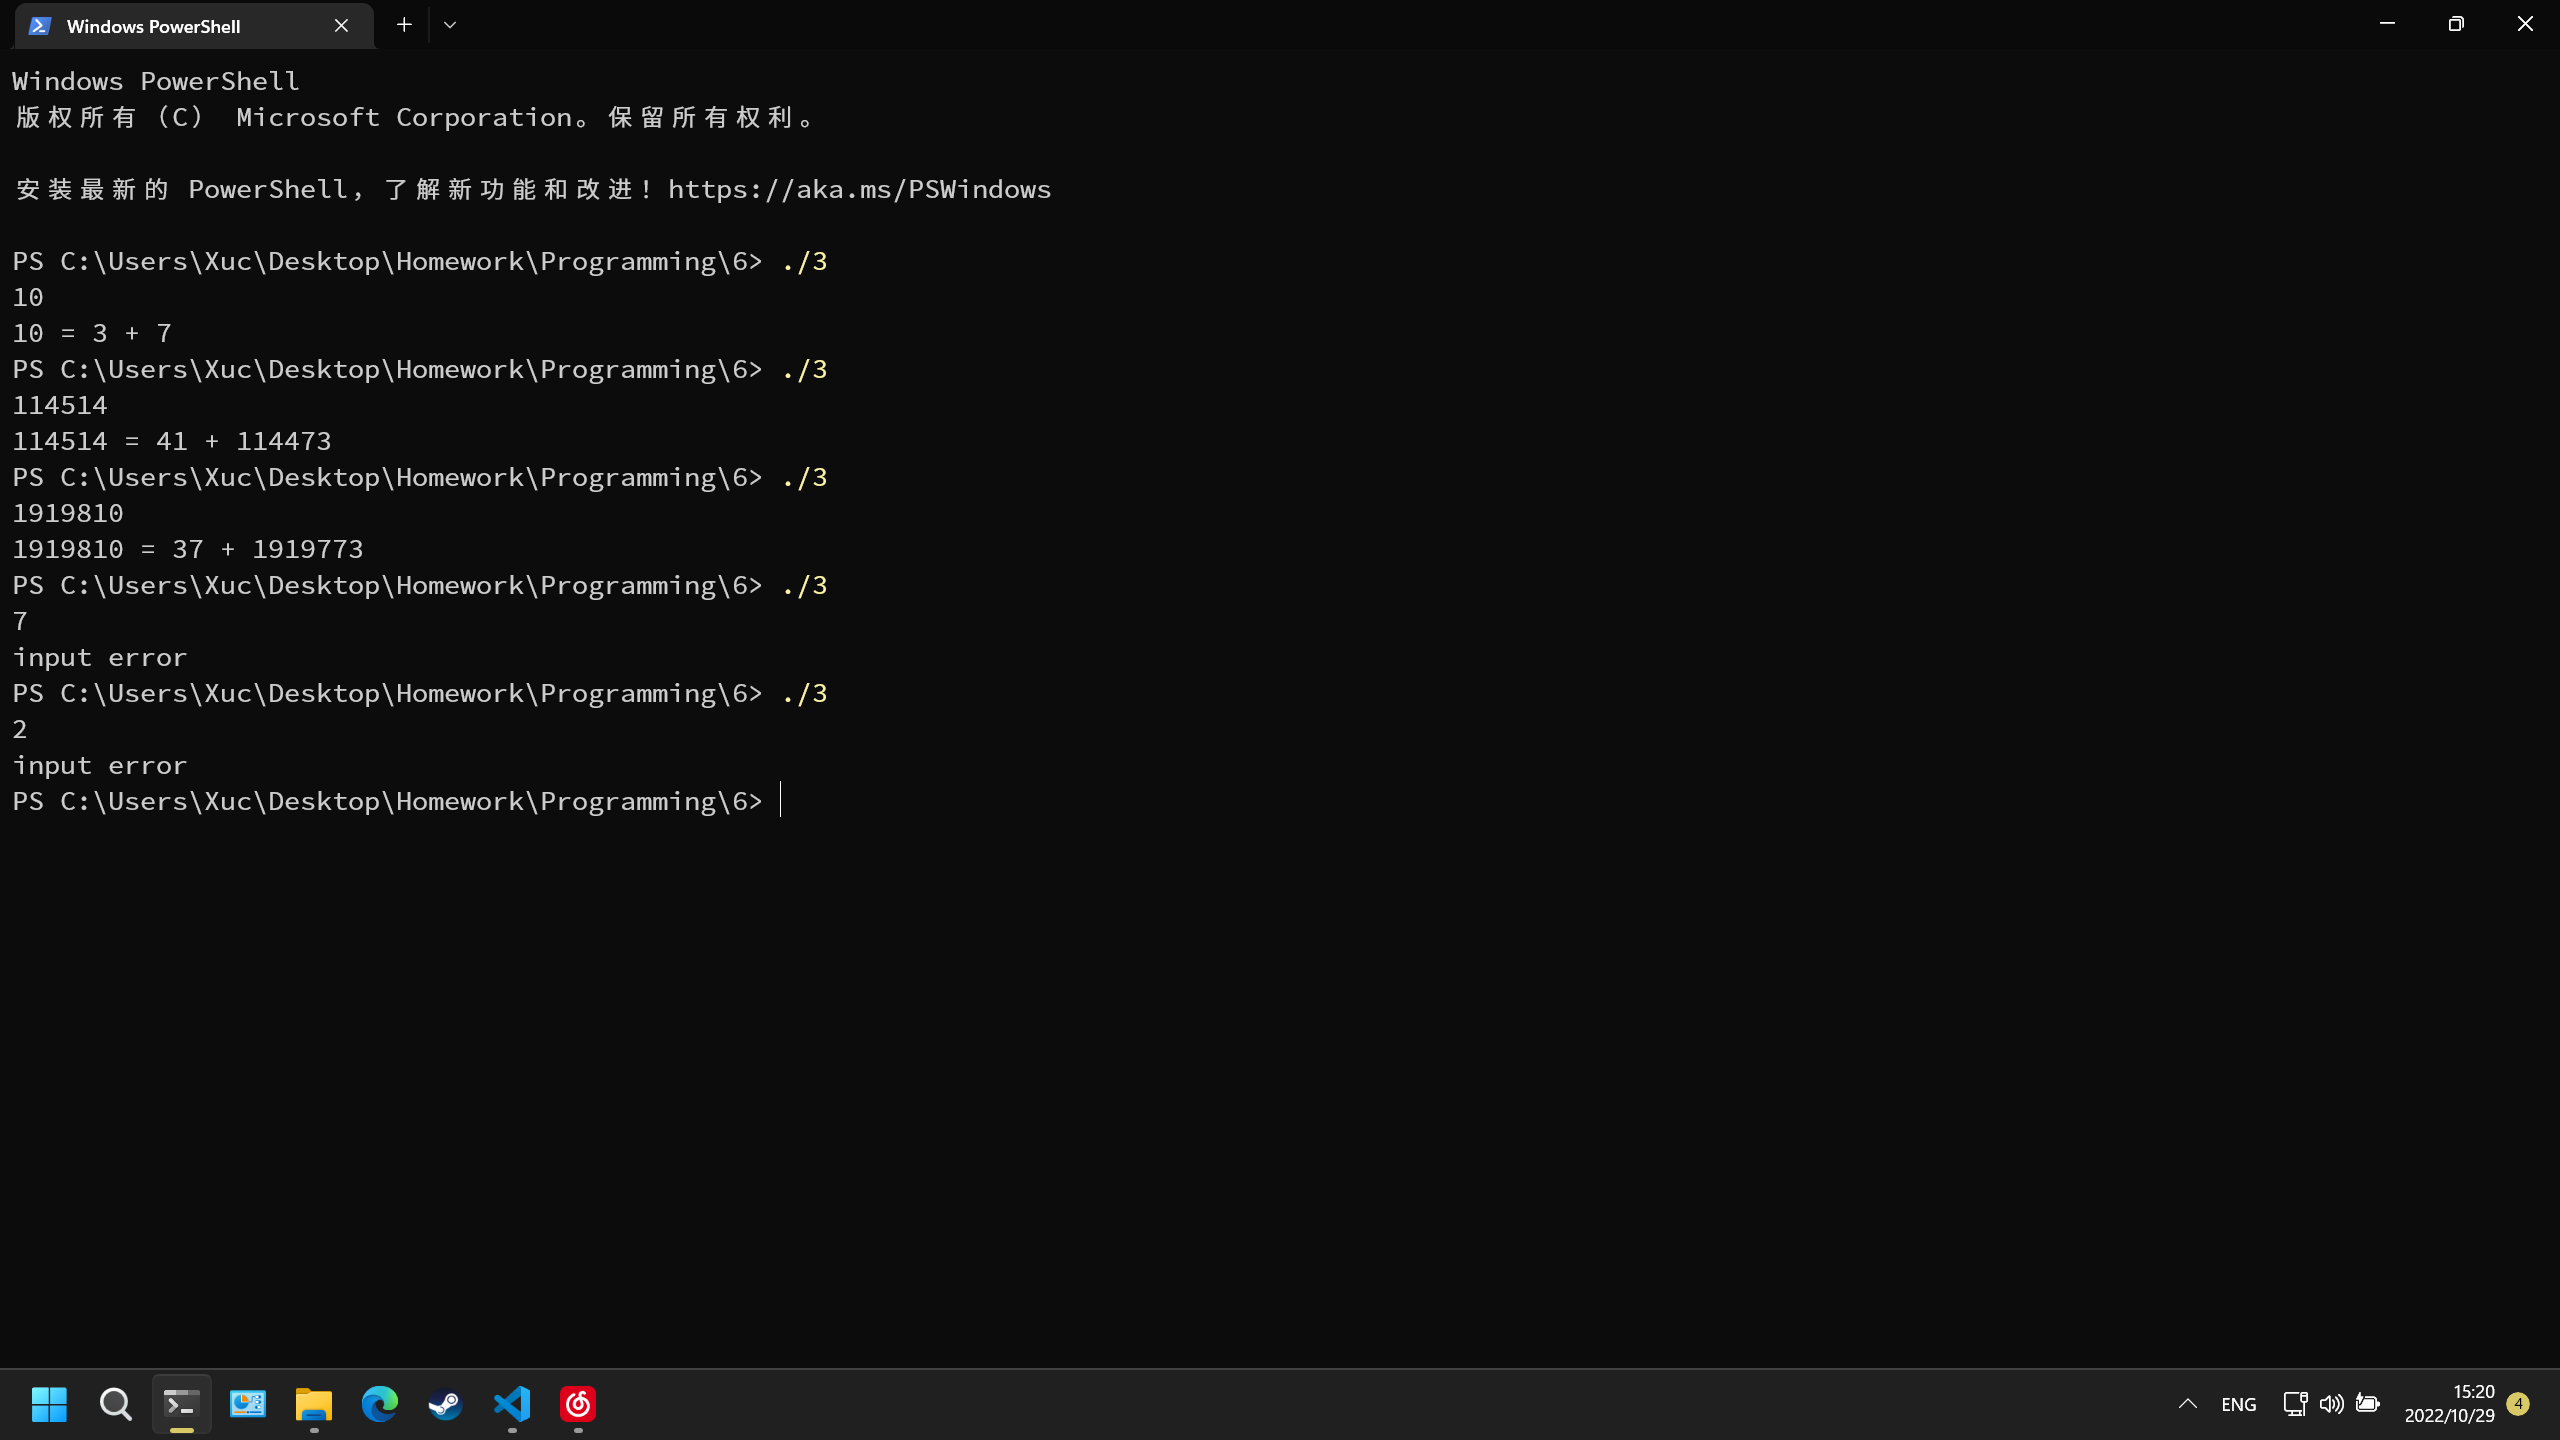 Windows PowerShell
Windows PowerShell
版权所有（C） Microsoft Corporation。保留所有权利。
安装最新的 PowerShell，了解新功能和改进！https://aka.ms/PSWindows
PS C:\Users\Xuc\Desktop\Homework\Programming\6> ./3
10
10 = 3 + 7
PS C:\Users\Xuc\Desktop\Homework\Programming\6> ./3
114514
114514 = 41 + 114473
PS C:\Users\Xuc\Desktop\Homework\Programming\6> ./3
1919810
1919810 = 37 + 1919773
PS C:\Users\Xuc\Desktop\Homework\Programming\6> ./3
7
input error
PS C:\Users\Xuc\Desktop\Homework\Programming\6> ./3
2
input error
PS C:\Users\Xuc\Desktop\Homework\Programming\6>
ENG
15:20
2022/10/29
4